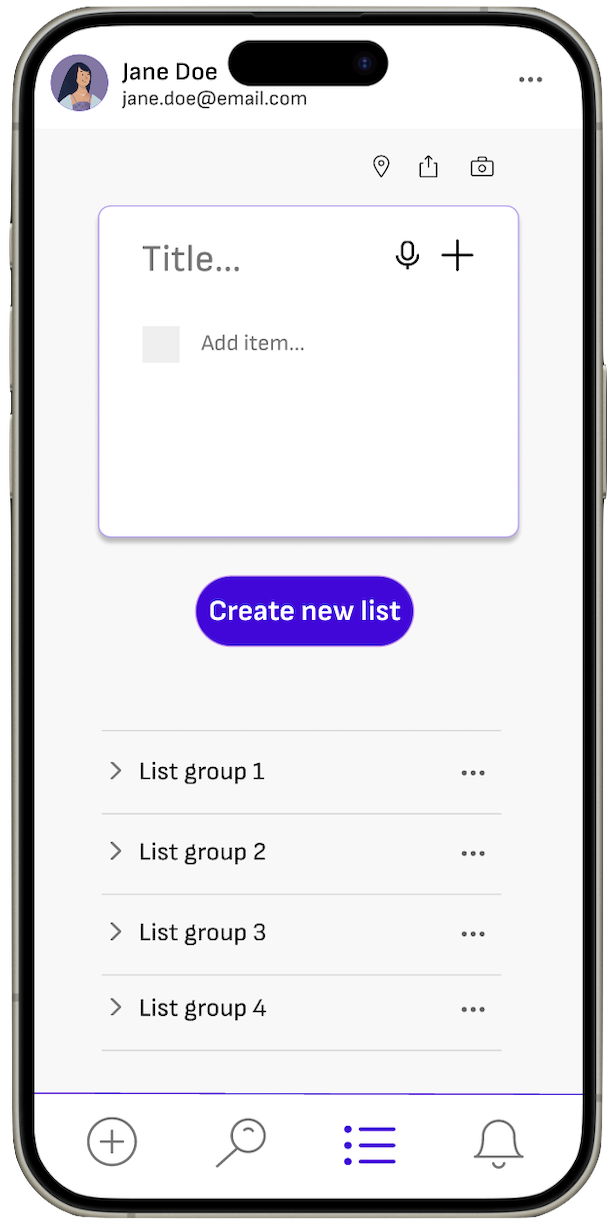 Jane Doe
jane.doe@email.com
Title...
Add item...
Create new list
List group 1
List group 2
List group 3
List group 4